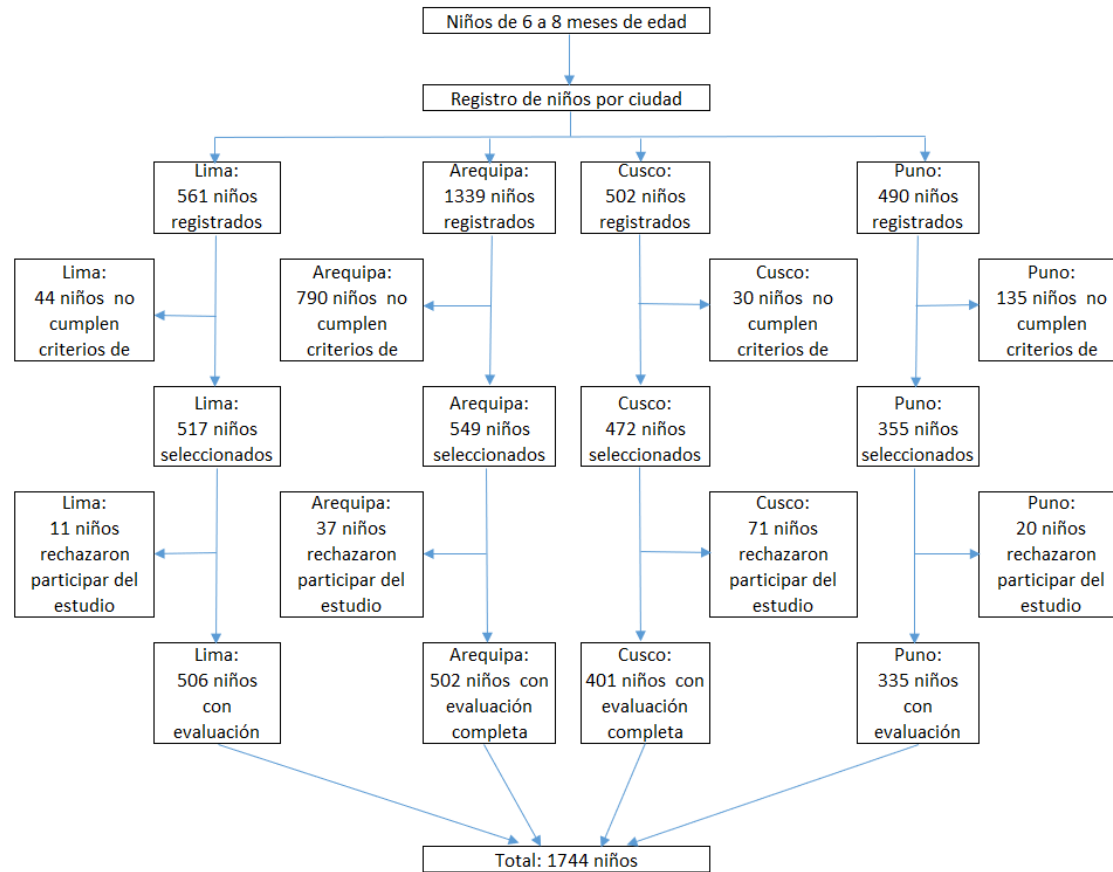 Niños de 6 a 8 meses de edad
Registro de niños por ciudad
Lima:
561 niños
registrados
Arequipa:
1339 niños
registrados
Cusco:
502 niños
registrados
Puno:
490 niños
registrados
Lima:
44 niños  no
cumplen
criterios de
Arequipa:
790 niños  no
cumplen
criterios de
Cusco:
30 niños  no
cumplen
criterios de
Puno:
135 niños  no
cumplen
criterios de
Lima:
517 niños
seleccionados
Arequipa:
549 niños
seleccionados
Cusco:
472 niños
seleccionados
Puno:
355 niños
seleccionados
Lima:
11 niños
rechazaron
participar del
estudio
Arequipa:
37 niños
rechazaron
participar del
estudio
Cusco:
71 niños
rechazaron
participar del
estudio
Puno:
20 niños
rechazaron
participar del
estudio
Lima:
506 niños
con
evaluación
Arequipa:
502 niños  con
evaluación
completa
Cusco:
401 niños  con
evaluación
completa
Puno:
335 niños
con
evaluación
Total: 1744 niños